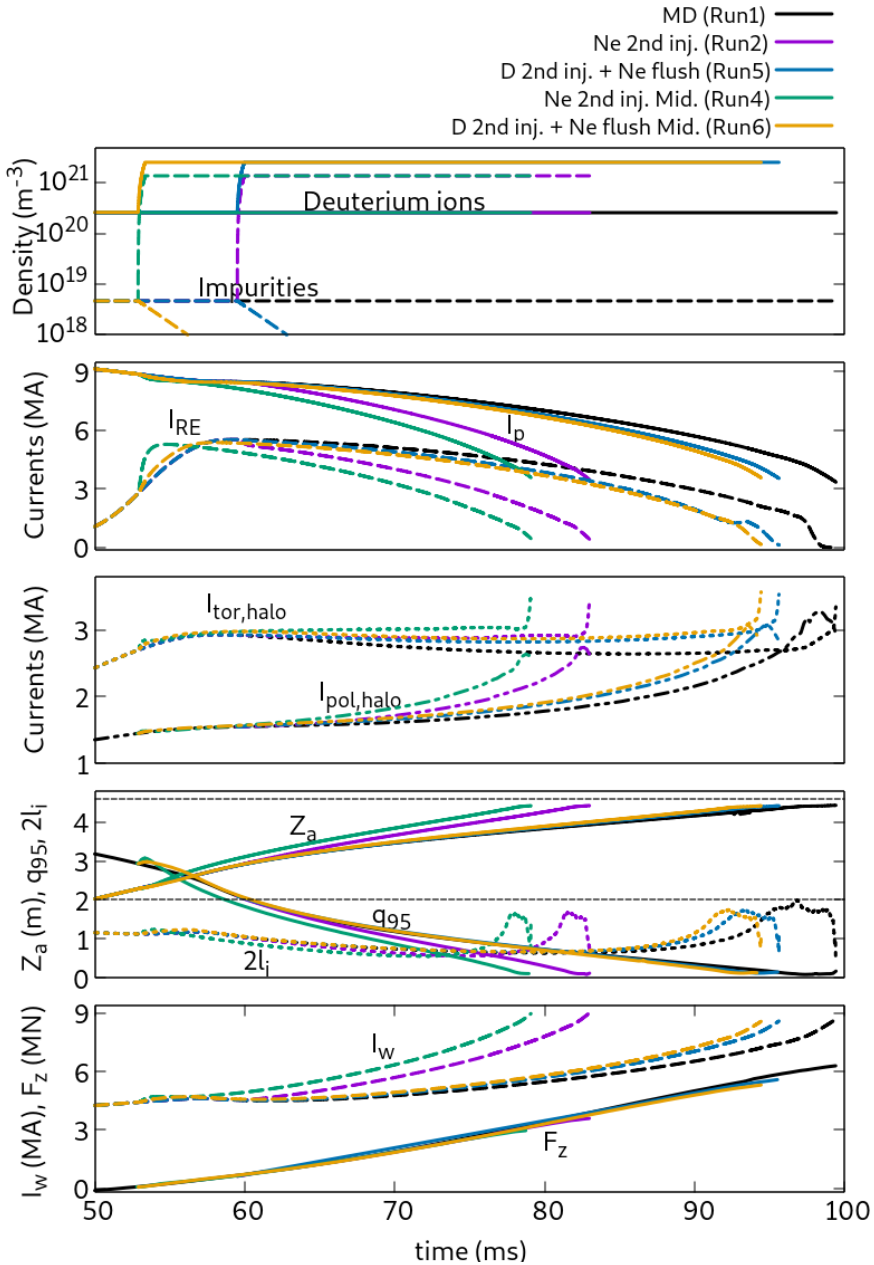 MD (Run1)
Ne 2nd inj. (Run2)
D 2nd inj. + Ne flush (Run5)
Ne 2nd inj. Mid. (Run4)
D 2nd inj. + Ne flush Mid. (Run6)
Density (m⁻³)
10²¹
10²⁰
10¹⁹
10¹⁸
Deuterium ions
Impurities
Currents (MA)
9
6
3
0
I_RE
I_p
Currents (MA)
3
2
1
I_tor,halo
I_pol,halo
Z_a (m), q_95, 2l_i
4
3
2
1
0
Z_a
q_95
2l_i
I_w (MA), F_z (MN)
9
6
3
0
I_w
F_z
50 60 70 80 90 100
time (ms)